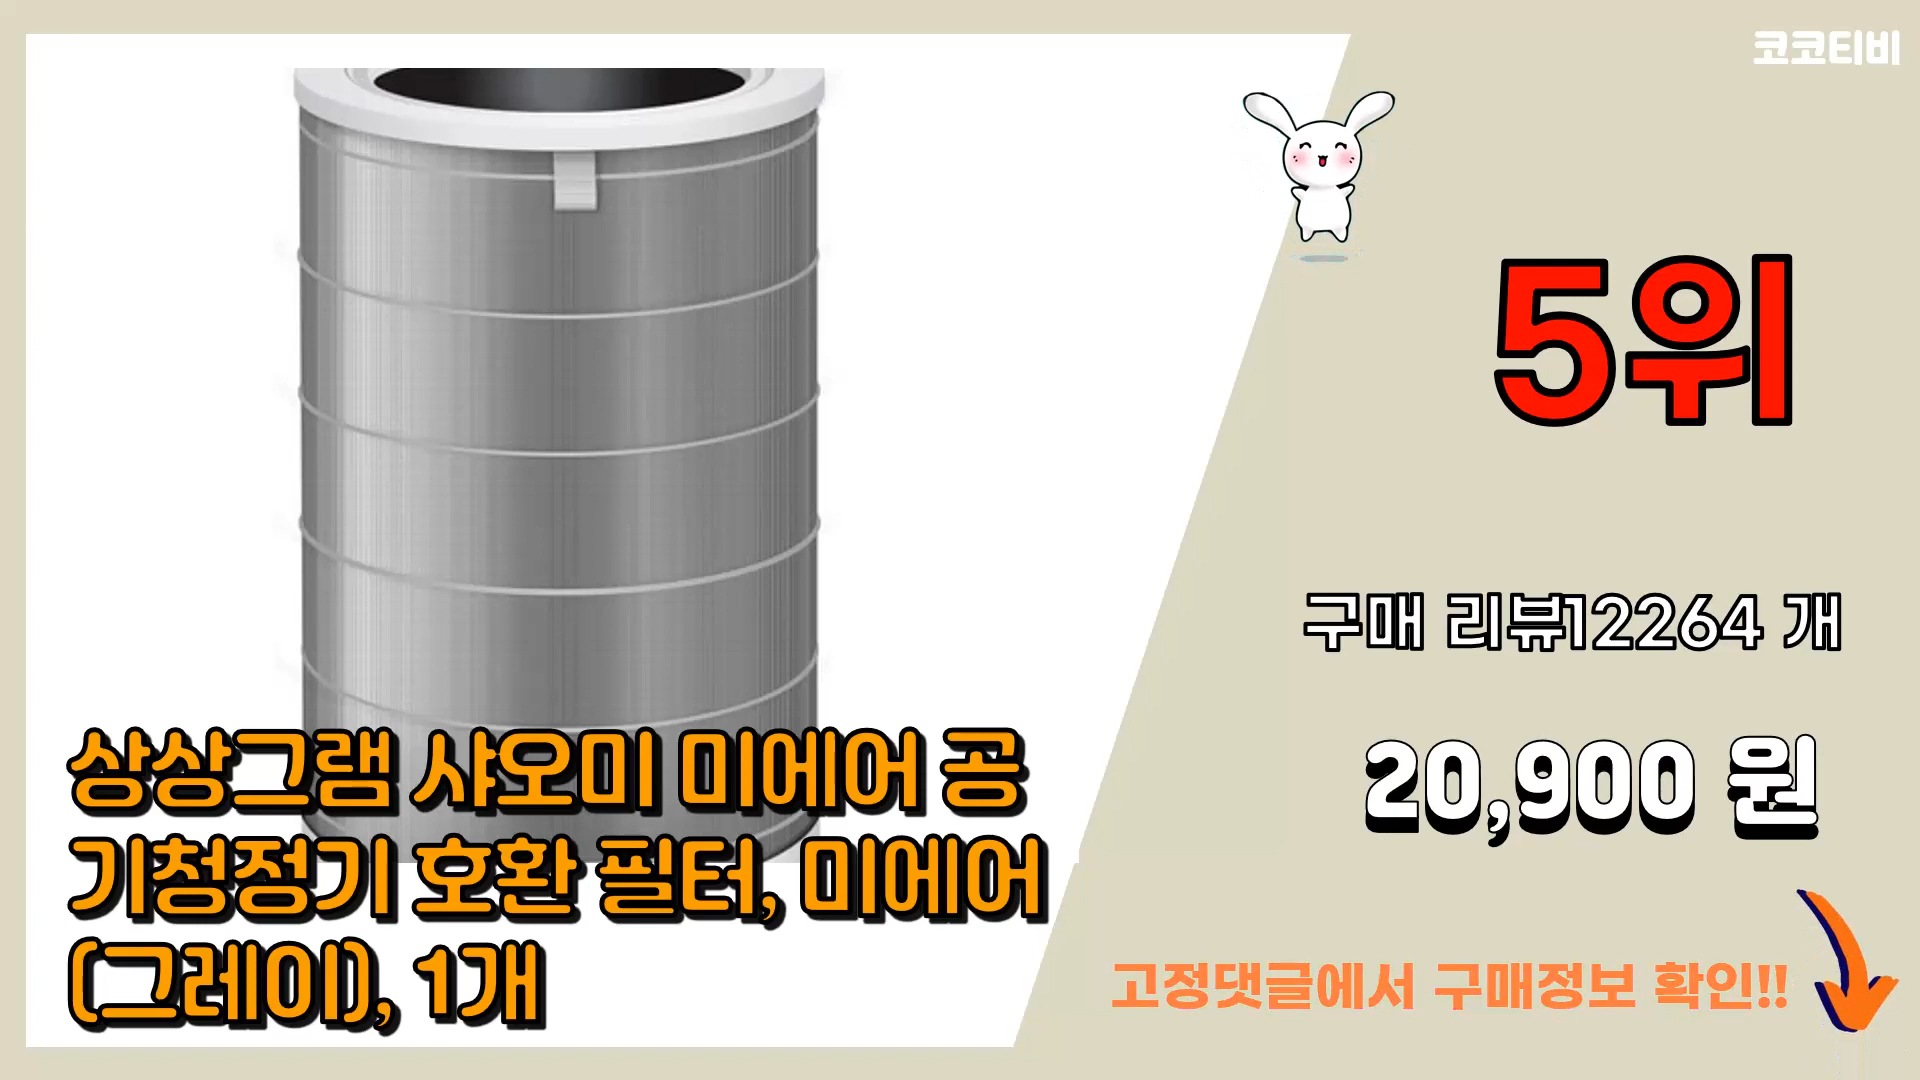 코코티비
5위
구매 리뷰12264 개
20,900 원
상상그램 샤오미 미에어 공
기청정기 호환 필터, 미에어
(그레이), 1개
고정댓글에서 구매정보 확인!!